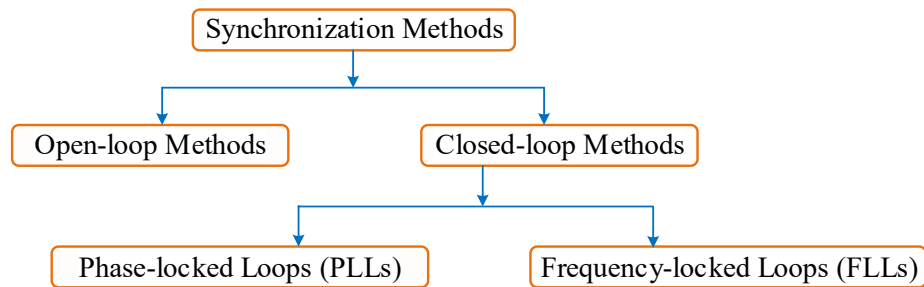 Synchronization Methods
Open-loop Methods
Closed-loop Methods
Phase-locked Loops (PLLs)
Frequency-locked Loops (FLLs)